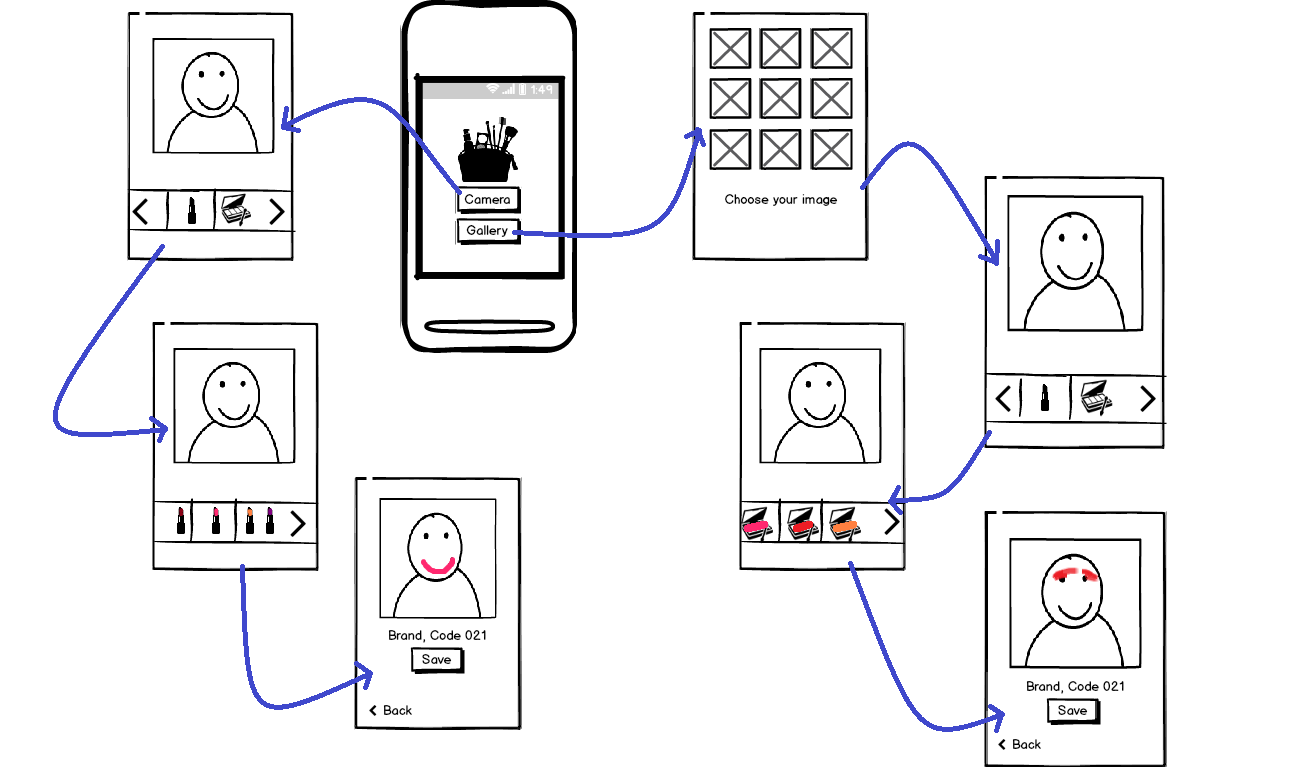 1:49
Camera
Gallery
Choose your image
Brand, Code 021
Save
Back
Brand, Code 021
Save
Back